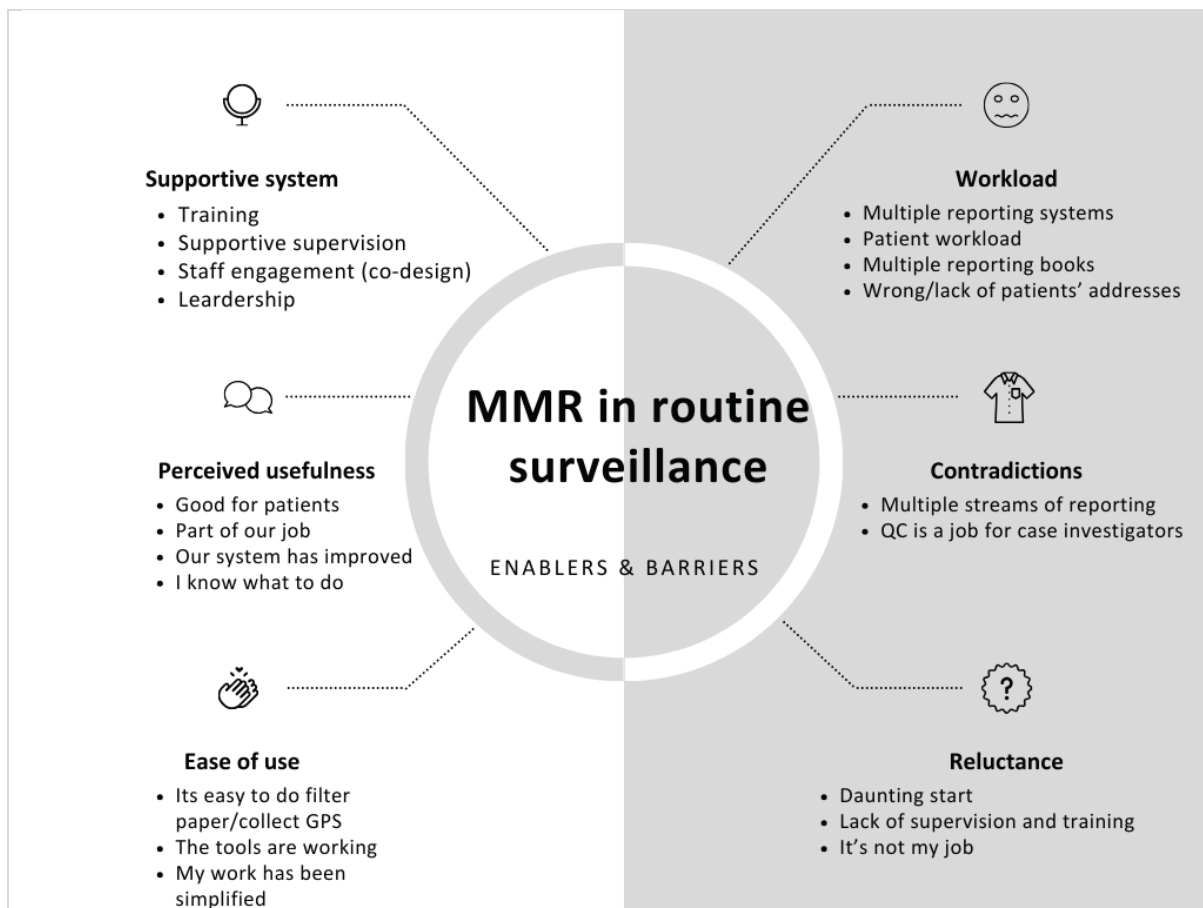 Supportive system
• Training
• Supportive supervision
• Staff engagement (co-design)
• Leardership
Perceived usefulness
• Good for patients
• Part of our job
• Our system has improved
• I know what to do
Ease of use
• Its easy to do filter
paper/collect GPS
• The tools are working
• My work has been
simplified
MMR in routine
surveillance
ENABLERS & BARRIERS
Workload
• Multiple reporting systems
• Patient workload
• Multiple reporting books
• Wrong/lack of patients’ addresses
Contradictions
• Multiple streams of reporting
• QC is a job for case investigators
?
Reluctance
• Daunting start
• Lack of supervision and training
• It’s not my job